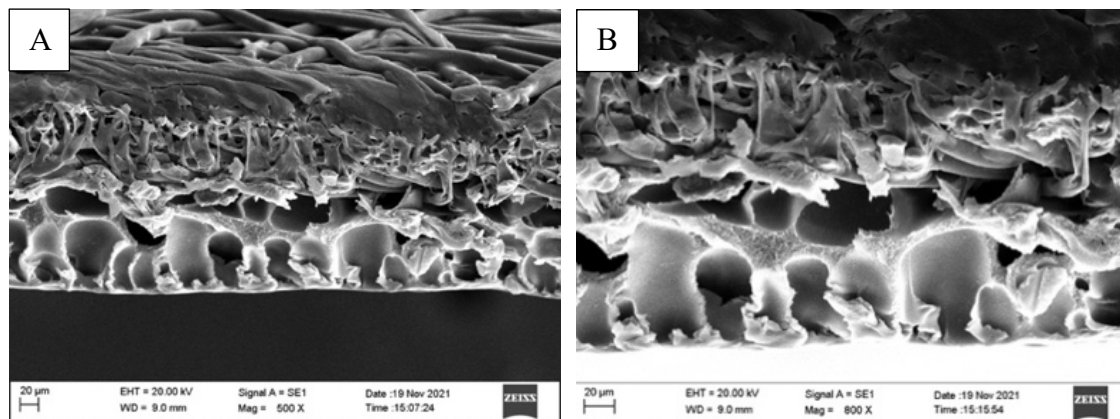 A
20 µm
EHT = 20.00 kV
Signal A = SE1
Date :19 Nov 2021
WD = 9.0 mm
Mag = 500 X
Time :15:07:24
ZEISS
B
20 µm
EHT = 20.00 kV
Signal A = SE1
Date :19 Nov 2021
WD = 9.0 mm
Mag = 800 X
Time :15:15:54
ZEISS